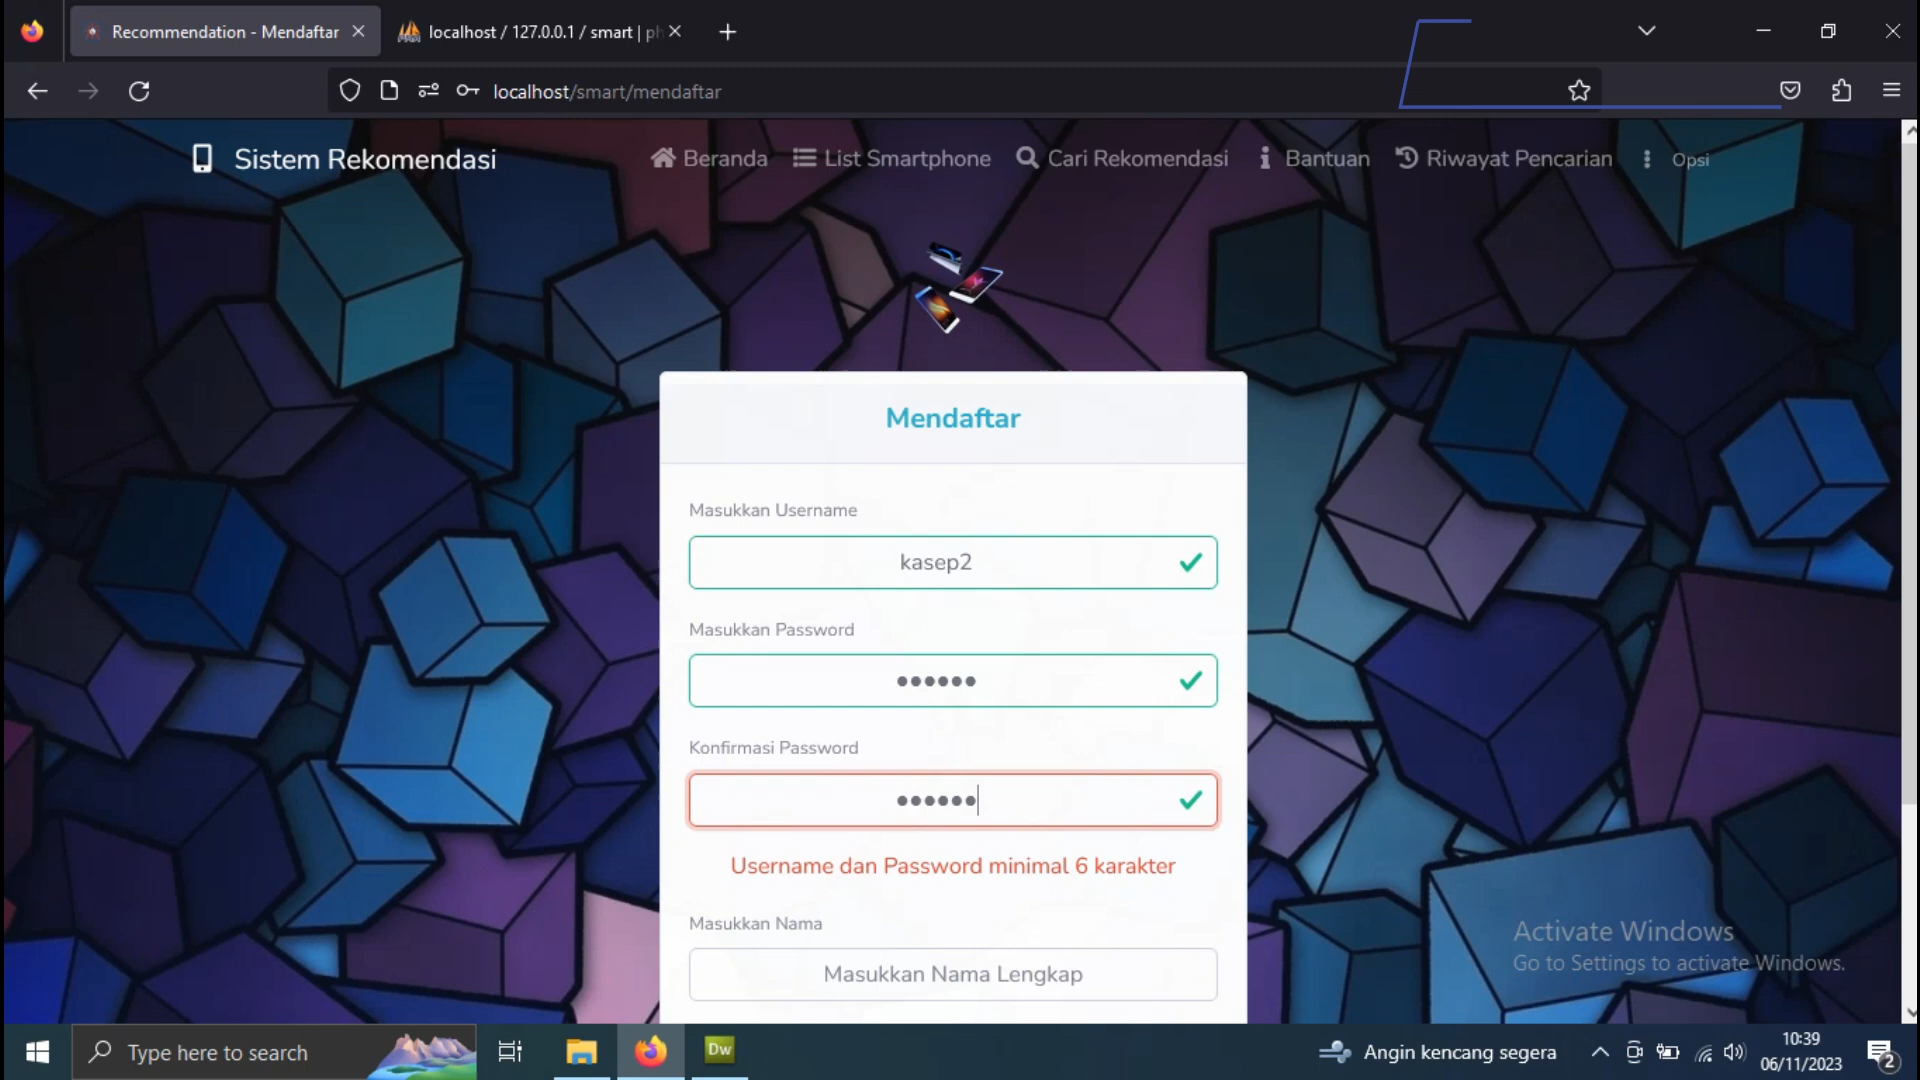 Recommendation - Mendaftar
localhost / 127.0.0.1 / smart | ph
localhost/smart/mendaftar
Sistem Rekomendasi
Beranda
List Smartphone
Cari Rekomendasi
Bantuan
Riwayat Pencarian
Opsi
Mendaftar
Masukkan Username
kasep2
Masukkan Password
••••••
Konfirmasi Password
••••••
Username dan Password minimal 6 karakter
Masukkan Nama
Masukkan Nama Lengkap
Activate Windows
Go to Settings to activate Windows.
Type here to search
Dw
Angin kencang segera
10:39
06/11/2023
2